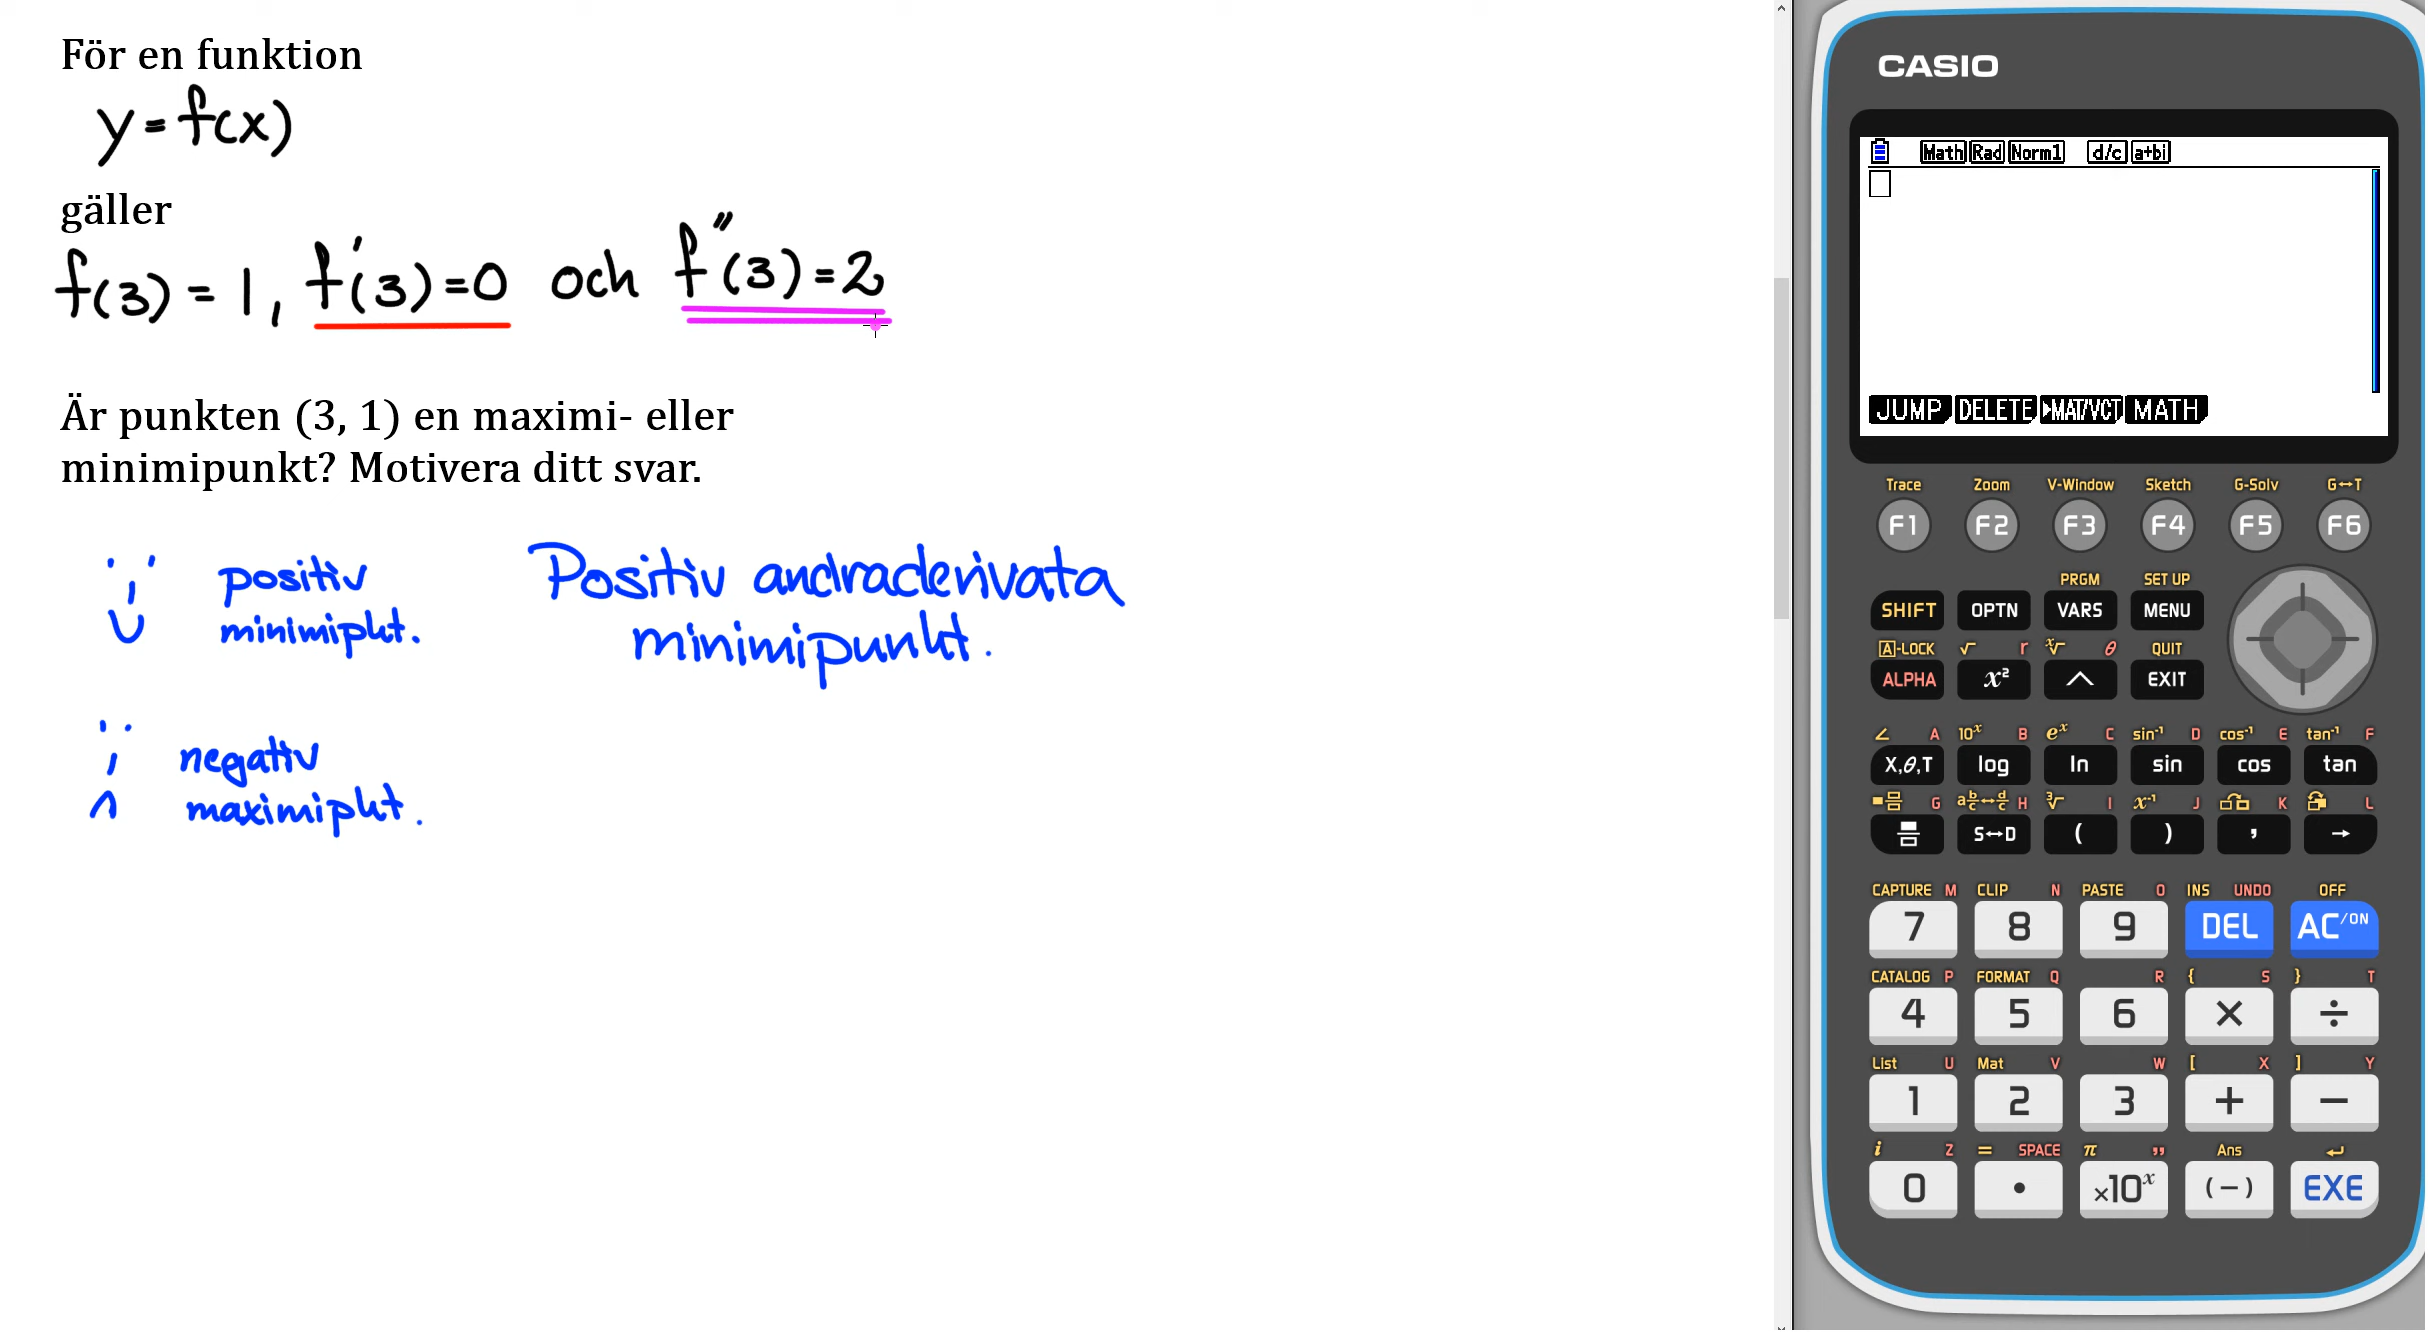 För en funktion
y = f(x)
gäller
f(3) = 1, f'(3) = 0 och f''(3) = 2
Är punkten (3, 1) en maximi- eller
minimipunkt? Motivera ditt svar.
positiv
minimipkt.
Positiv andraderivata
minimipunkt.
negativ
maximipkt.
CASIO
Math Rad Norm1 d/c a+bi
JUMP DELETE ▶MAT/VCT MATH
Trace Zoom V-Window Sketch G-Solv G↔T
F1 F2 F3 F4 F5 F6
PRGM SET UP
SHIFT OPTN VARS MENU
A-LOCK √ r ˣ√ θ QUIT
ALPHA x² ^ EXIT
∠ A 10ˣ B eˣ C sin⁻¹ D cos⁻¹ E tan⁻¹ F
X,θ,T log ln sin cos tan
G a b/c↔d/c H ³√ I x⁻¹ J K L
S↔D ( ) , →
CAPTURE M CLIP N PASTE O INS UNDO OFF
7 8 9 DEL AC/ON
CATALOG P FORMAT Q R { S } T
4 5 6 × ÷
List U Mat V W [ X ] Y
1 2 3 + −
i Z = SPACE π " Ans ↵
0 . ×10ˣ (−) EXE